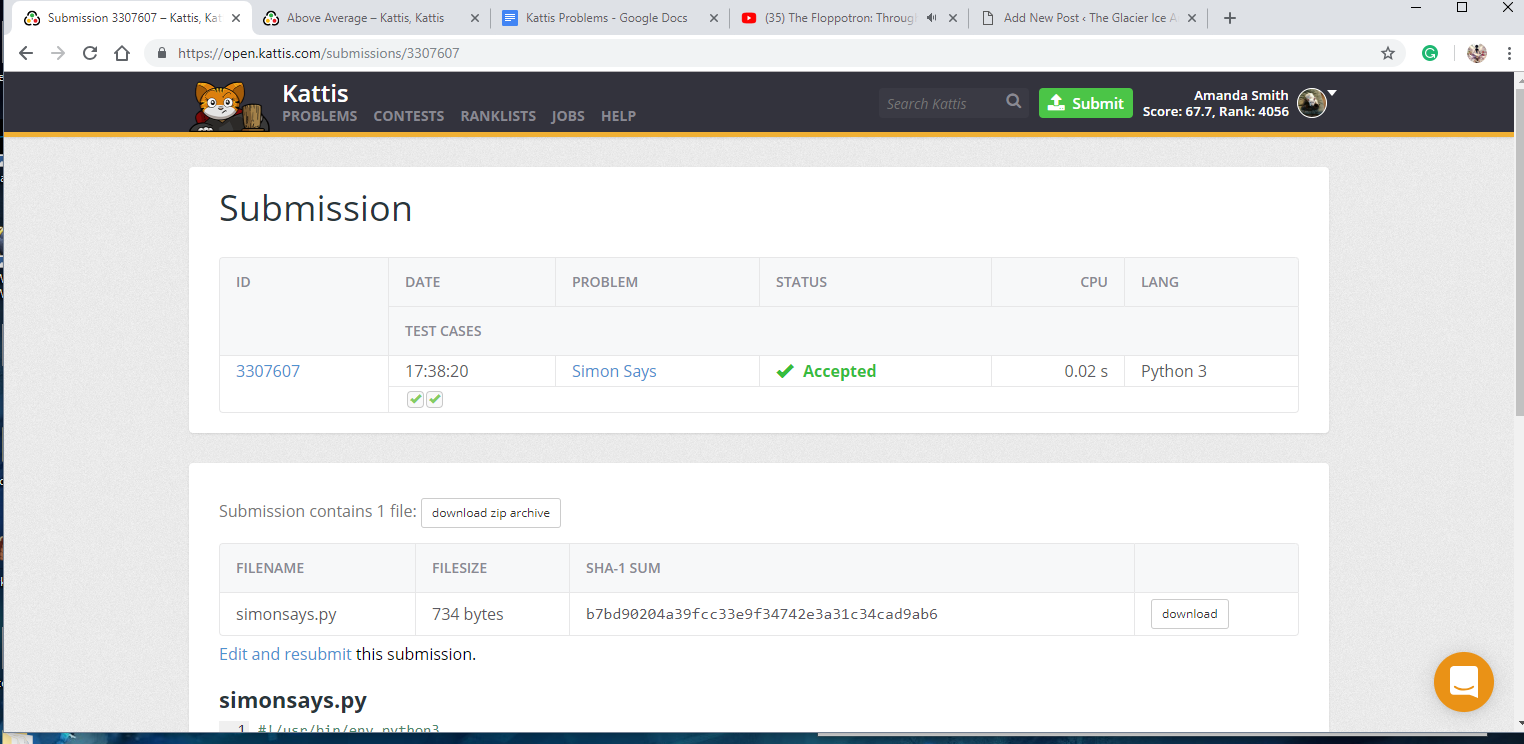 Submission 3307607 – Kattis, Kat
Above Average – Kattis, Kattis
Kattis Problems - Google Docs
(35) The Floppotron: Throug
Add New Post ‹ The Glacier Ice A
https://open.kattis.com/submissions/3307607
Kattis
PROBLEMS CONTESTS RANKLISTS JOBS HELP
Search Kattis
Submit
Amanda Smith
Score: 67.7, Rank: 4056
Submission
ID DATE PROBLEM STATUS CPU LANG
TEST CASES
3307607 17:38:20 Simon Says Accepted 0.02 s Python 3
Submission contains 1 file: download zip archive
FILENAME FILESIZE SHA-1 SUM
simonsays.py 734 bytes b7bd90204a39fcc33e9f34742e3a31c34cad9ab6 download
Edit and resubmit this submission.
simonsays.py
1 #!/usr/bin/env python3